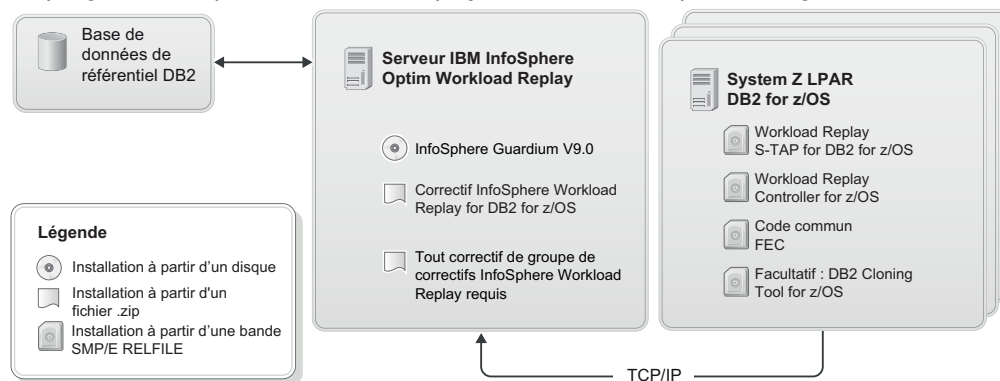 Base de
données de
référentiel DB2
Serveur IBM InfoSphere
Optim Workload Replay
InfoSphere Guardium V9.0
Correctif InfoSphere Workload
Replay for DB2 for z/OS
Tout correctif de groupe de
correctifs InfoSphere Workload
Replay requis
System Z LPAR
DB2 for z/OS
Workload Replay
S-TAP for DB2 for z/OS
Workload Replay
Controller for z/OS
Code commun
FEC
Facultatif : DB2 Cloning
Tool for z/OS
Légende
Installation à partir d'un disque
Installation à partir d'un
fichier .zip
Installation à partir d'une bande
SMP/E RELFILE
TCP/IP